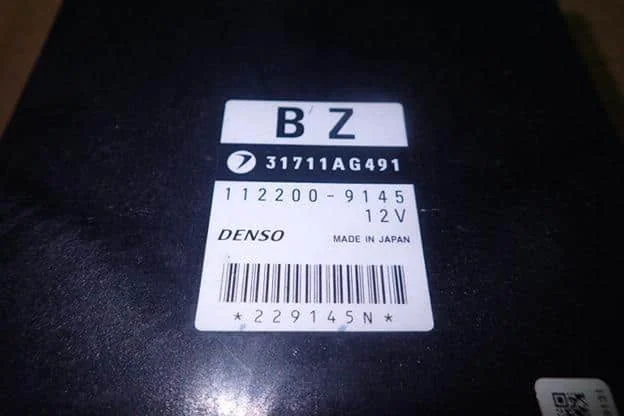 B Z
31711AG491
112200-9145
12V
DENSO MADE IN JAPAN
*229145N*